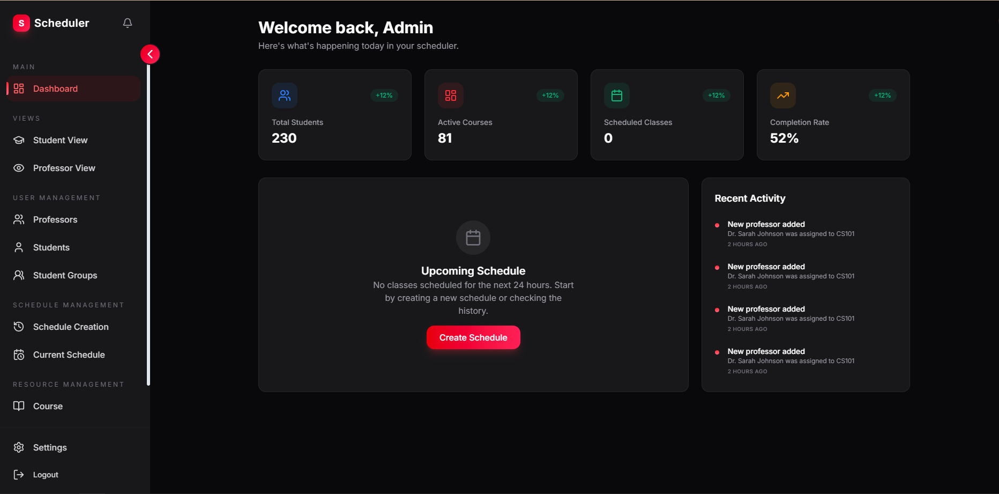 S Scheduler
MAIN
Dashboard
VIEWS
Student View
Professor View
USER MANAGEMENT
Professors
Students
Student Groups
SCHEDULE MANAGEMENT
Schedule Creation
Current Schedule
RESOURCE MANAGEMENT
Course
Settings
Logout
Welcome back, Admin
Here's what's happening today in your scheduler.
+12%
Total Students
230
+12%
Active Courses
81
+12%
Scheduled Classes
0
+12%
Completion Rate
52%
Upcoming Schedule
No classes scheduled for the next 24 hours. Start
by creating a new schedule or checking the
history.
Create Schedule
Recent Activity
New professor added
Dr. Sarah Johnson was assigned to CS101
2 HOURS AGO
New professor added
Dr. Sarah Johnson was assigned to CS101
2 HOURS AGO
New professor added
Dr. Sarah Johnson was assigned to CS101
2 HOURS AGO
New professor added
Dr. Sarah Johnson was assigned to CS101
2 HOURS AGO